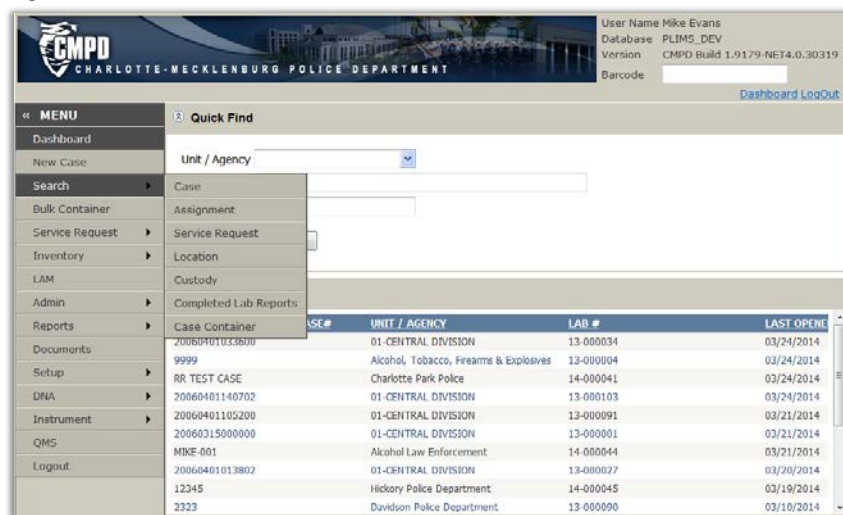 User Name Mike Evans
Database PLIMS_DEV
Version CMPD Build 1.9179-NET4.0.30319
Barcode
CMPD
CHARLOTTE-MECKLENBURG POLICE DEPARTMENT
Dashboard LogOut
« MENU
Quick Find
Dashboard
New Case
Search
Bulk Container
Service Request
Inventory
LAM
Admin
Reports
Documents
Setup
DNA
Instrument
QMS
Logout
Unit / Agency
Case
Assignment
Service Request
Location
Custody
Completed Lab Reports
Case Container
ASE# UNIT / AGENCY LAB # LAST OPENE
20060401033600 01-CENTRAL DIVISION 13-000034 03/24/2014
9999 Alcohol, Tobacco, Firearms & Explosives 13-000004 03/24/2014
RR TEST CASE Charlotte Park Police 14-000041 03/24/2014
20060401140702 01-CENTRAL DIVISION 13-000103 03/24/2014
20060401105200 01-CENTRAL DIVISION 13-000091 03/21/2014
20060315000000 01-CENTRAL DIVISION 13-000001 03/21/2014
MIKE-001 Alcohol Law Enforcement 14-000044 03/21/2014
20060401013802 01-CENTRAL DIVISION 13-000027 03/20/2014
12345 Hickory Police Department 14-000045 03/19/2014
2323 Davidson Police Department 13-000090 03/10/2014